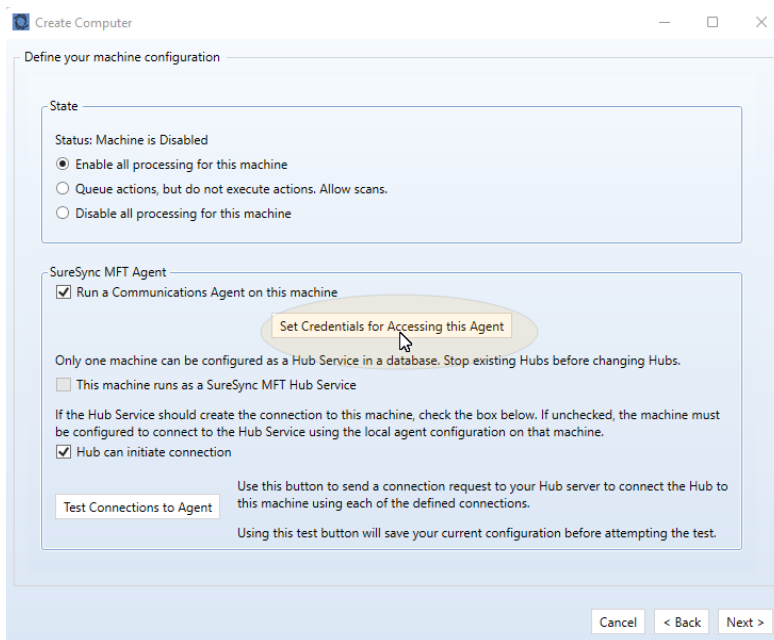 Create Computer
Define your machine configuration
State
Status: Machine is Disabled
Enable all processing for this machine
Queue actions, but do not execute actions. Allow scans.
Disable all processing for this machine
SureSync MFT Agent
Run a Communications Agent on this machine
Set Credentials for Accessing this Agent
Only one machine can be configured as a Hub Service in a database. Stop existing Hubs before changing Hubs.
This machine runs as a SureSync MFT Hub Service
If the Hub Service should create the connection to this machine, check the box below. If unchecked, the machine must
be configured to connect to the Hub Service using the local agent configuration on that machine.
Hub can initiate connection
Test Connections to Agent
Use this button to send a connection request to your Hub server to connect the Hub to
this machine using each of the defined connections.
Using this test button will save your current configuration before attempting the test.
Cancel
< Back
Next >